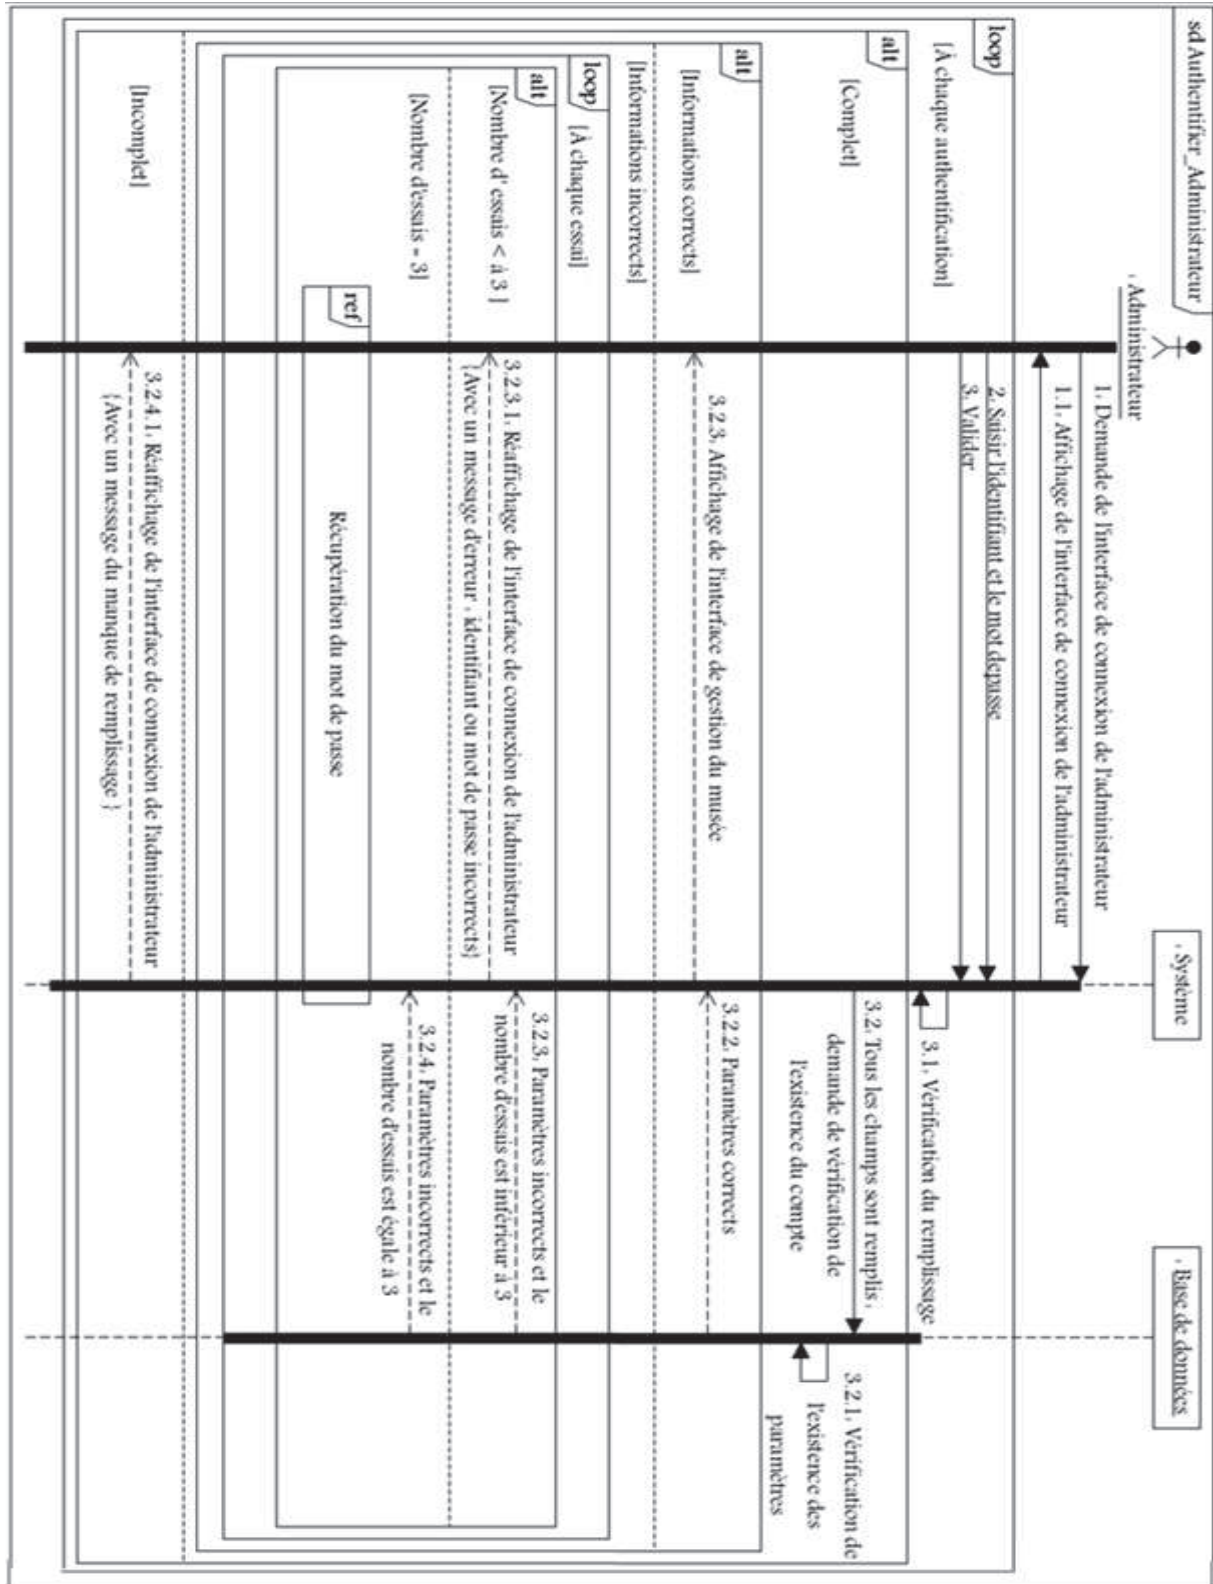 sd Authentifier_Administrateur
: Administrateur
: Système
: Base de données
1: Demande de l'interface de connexion de l'administrateur
1.1: Affichage de l'interface de connexion de l'administrateur
loop
[À chaque authentification]
2: Saisir l'identifiant et le mot depasse
3: Valider
3.1: Vérification du remplissage
alt
[Complet]
3.2: Tous les champs sont remplis :
demande de vérification de
l'existence du compte
3.2.1: Vérification de
l'existence des
paramètres
alt
[Informations corrects]
3.2.2: Paramètres corrects
3.2.3: Affichage de l'interface de gestion du musée
[Informations incorrects]
loop
[À chaque essai]
alt
[Nombre d' essais < à 3 ]
3.2.3: Paramètres incorrects et le
nombre d'essais est inférieur à 3
3.2.3.1: Réaffichage de l'interface de connexion de l'administrateur
{Avec un message d'erreur : identifiant ou mot de passe incorrects}
[Nombre d'essais = 3]
3.2.4: Paramètres incorrects et le
nombre d'essais est égale à 3
ref
Récupération du mot de passe
[Incomplet]
3.2.4.1: Réaffichage de l'interface de connexion de l'administrateur
{Avec un message du manque de remplissage }